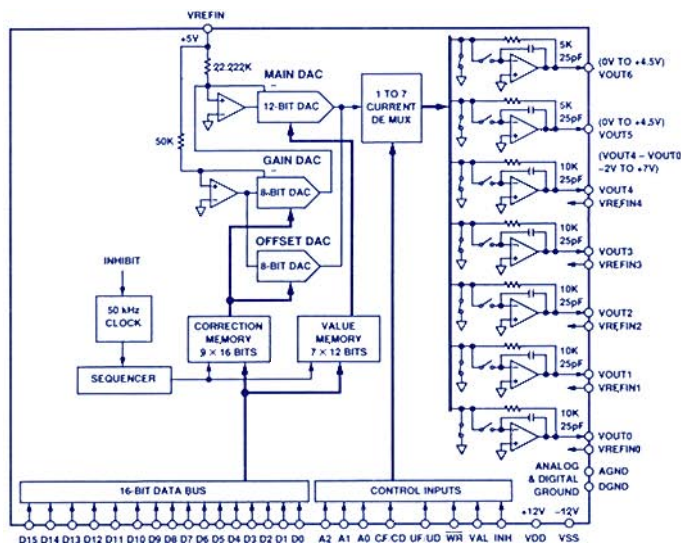 VREFIN
+5V
22.222K
MAIN DAC
12-BIT DAC
50K
GAIN DAC
8-BIT DAC
OFFSET DAC
8-BIT DAC
1 TO 7
CURRENT
DE MUX
INHIBIT
50 kHz
CLOCK
SEQUENCER
CORRECTION
MEMORY
9 × 16 BITS
VALUE
MEMORY
7 × 12 BITS
5K
25pF
(0V TO +4.5V)
VOUT6
5K
25pF
(0V TO +4.5V)
VOUT5
(VOUT4 – VOUT0
–2V TO +7V)
10K
25pF
VOUT4
VREFIN4
10K
25pF
VOUT3
VREFIN3
10K
25pF
VOUT2
VREFIN2
10K
25pF
VOUT1
VREFIN1
10K
25pF
VOUT0
VREFIN0
ANALOG
& DIGITAL
GROUND
AGND
DGND
16-BIT DATA BUS
CONTROL INPUTS
+12V
–12V
D15 D14 D13 D12 D11 D10 D9 D8 D7 D6 D5 D4 D3 D2 D1 D0
A2 A1 A0 CF/CD UF/UD WR VAL INH VDD VSS